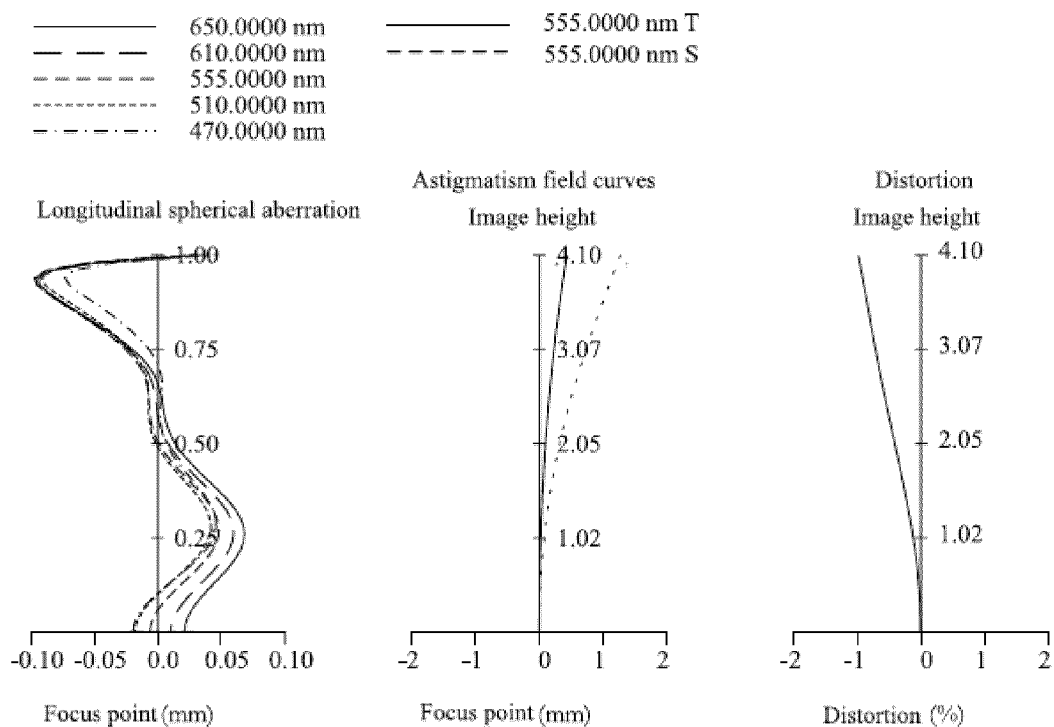 650.0000 nm
610.0000 nm
555.0000 nm
510.0000 nm
470.0000 nm
555.0000 nm T
555.0000 nm S
Longitudinal spherical aberration
1.00
0.75
0.50
0.25
-0.10 -0.05 0.0 0.05 0.10
Focus point (mm)
Astigmatism field curves
Image height
4.10
3.07
2.05
1.02
-2 -1 0 1 2
Focus point (mm)
Distortion
Image height
4.10
3.07
2.05
1.02
-2 -1 0 1 2
Distortion (%)